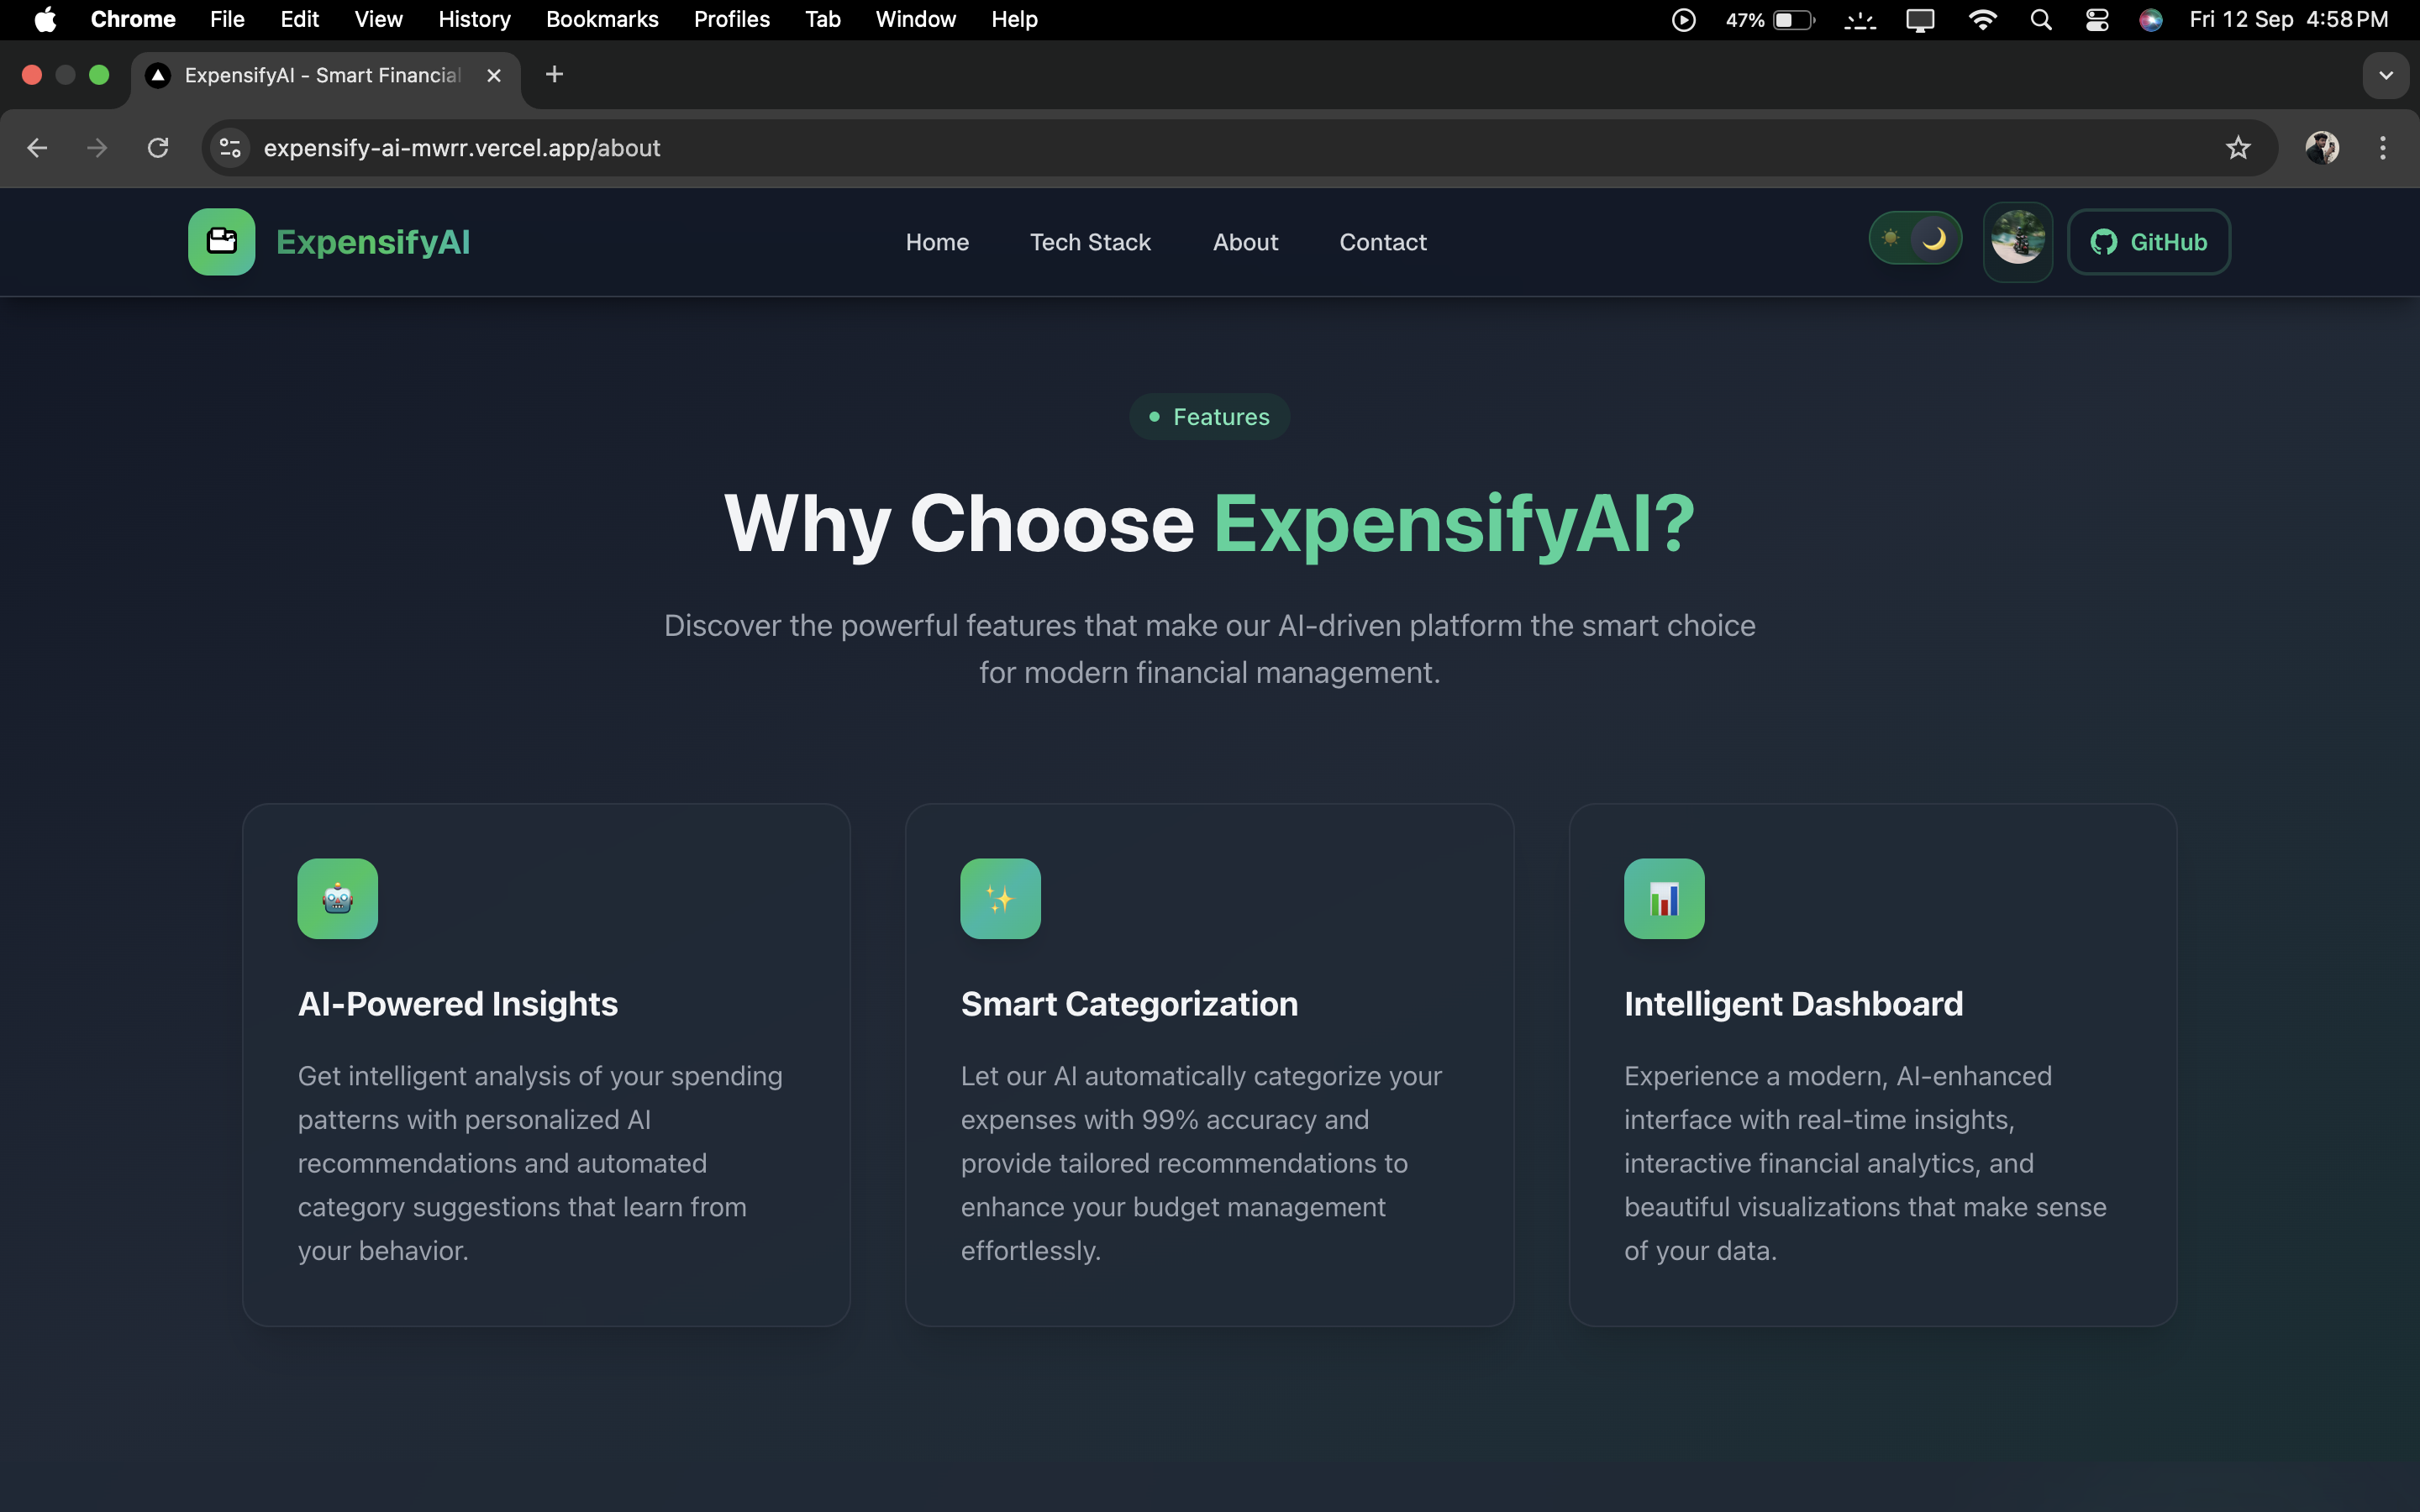 Chrome File Edit View History Bookmarks Profiles Tab Window Help 47% Fri 12 Sep 4:58 PM
ExpensifyAI - Smart Financial
expensify-ai-mwrr.vercel.app/about
ExpensifyAI Home Tech Stack About Contact GitHub
Features
Why Choose ExpensifyAI?
Discover the powerful features that make our AI-driven platform the smart choice
for modern financial management.
AI-Powered Insights
Get intelligent analysis of your spending
patterns with personalized AI
recommendations and automated
category suggestions that learn from
your behavior.
Smart Categorization
Let our AI automatically categorize your
expenses with 99% accuracy and
provide tailored recommendations to
enhance your budget management
effortlessly.
Intelligent Dashboard
Experience a modern, AI-enhanced
interface with real-time insights,
interactive financial analytics, and
beautiful visualizations that make sense
of your data.